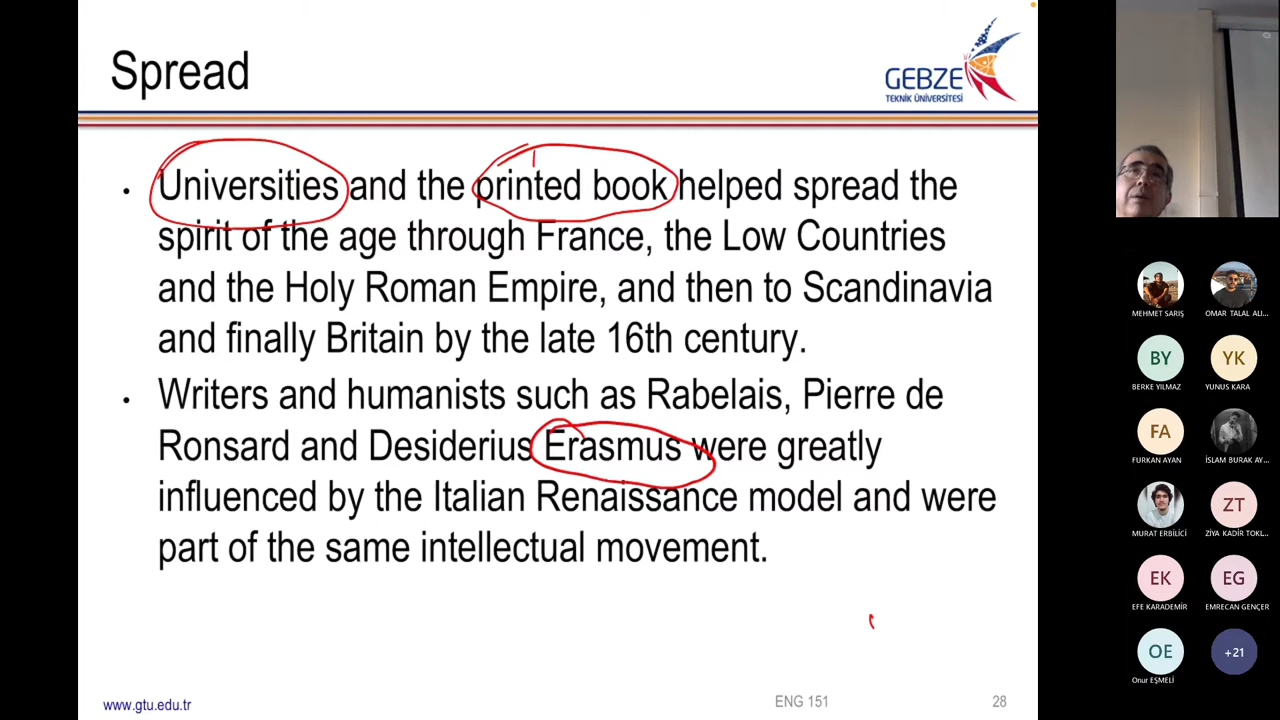 Spread
GEBZE
TEKNİK ÜNİVERSİTESİ
• Universities and the printed book helped spread the
spirit of the age through France, the Low Countries
and the Holy Roman Empire, and then to Scandinavia
and finally Britain by the late 16th century.
• Writers and humanists such as Rabelais, Pierre de
Ronsard and Desiderius Erasmus were greatly
influenced by the Italian Renaissance model and were
part of the same intellectual movement.
www.gtu.edu.tr
ENG 151
28
MEHMET SARIŞ
OMAR TALAL ALI...
BY
YK
BERKE YILMAZ
YUNUS KARA
FA
FURKAN AYAN
İSLAM BURAK AY...
ZT
MURAT ERBİLİCİ
ZİYA KADİR TOKL...
EK
EG
EFE KARADEMİR
EMRECAN GENÇER
OE
+21
Onur EŞMELİ